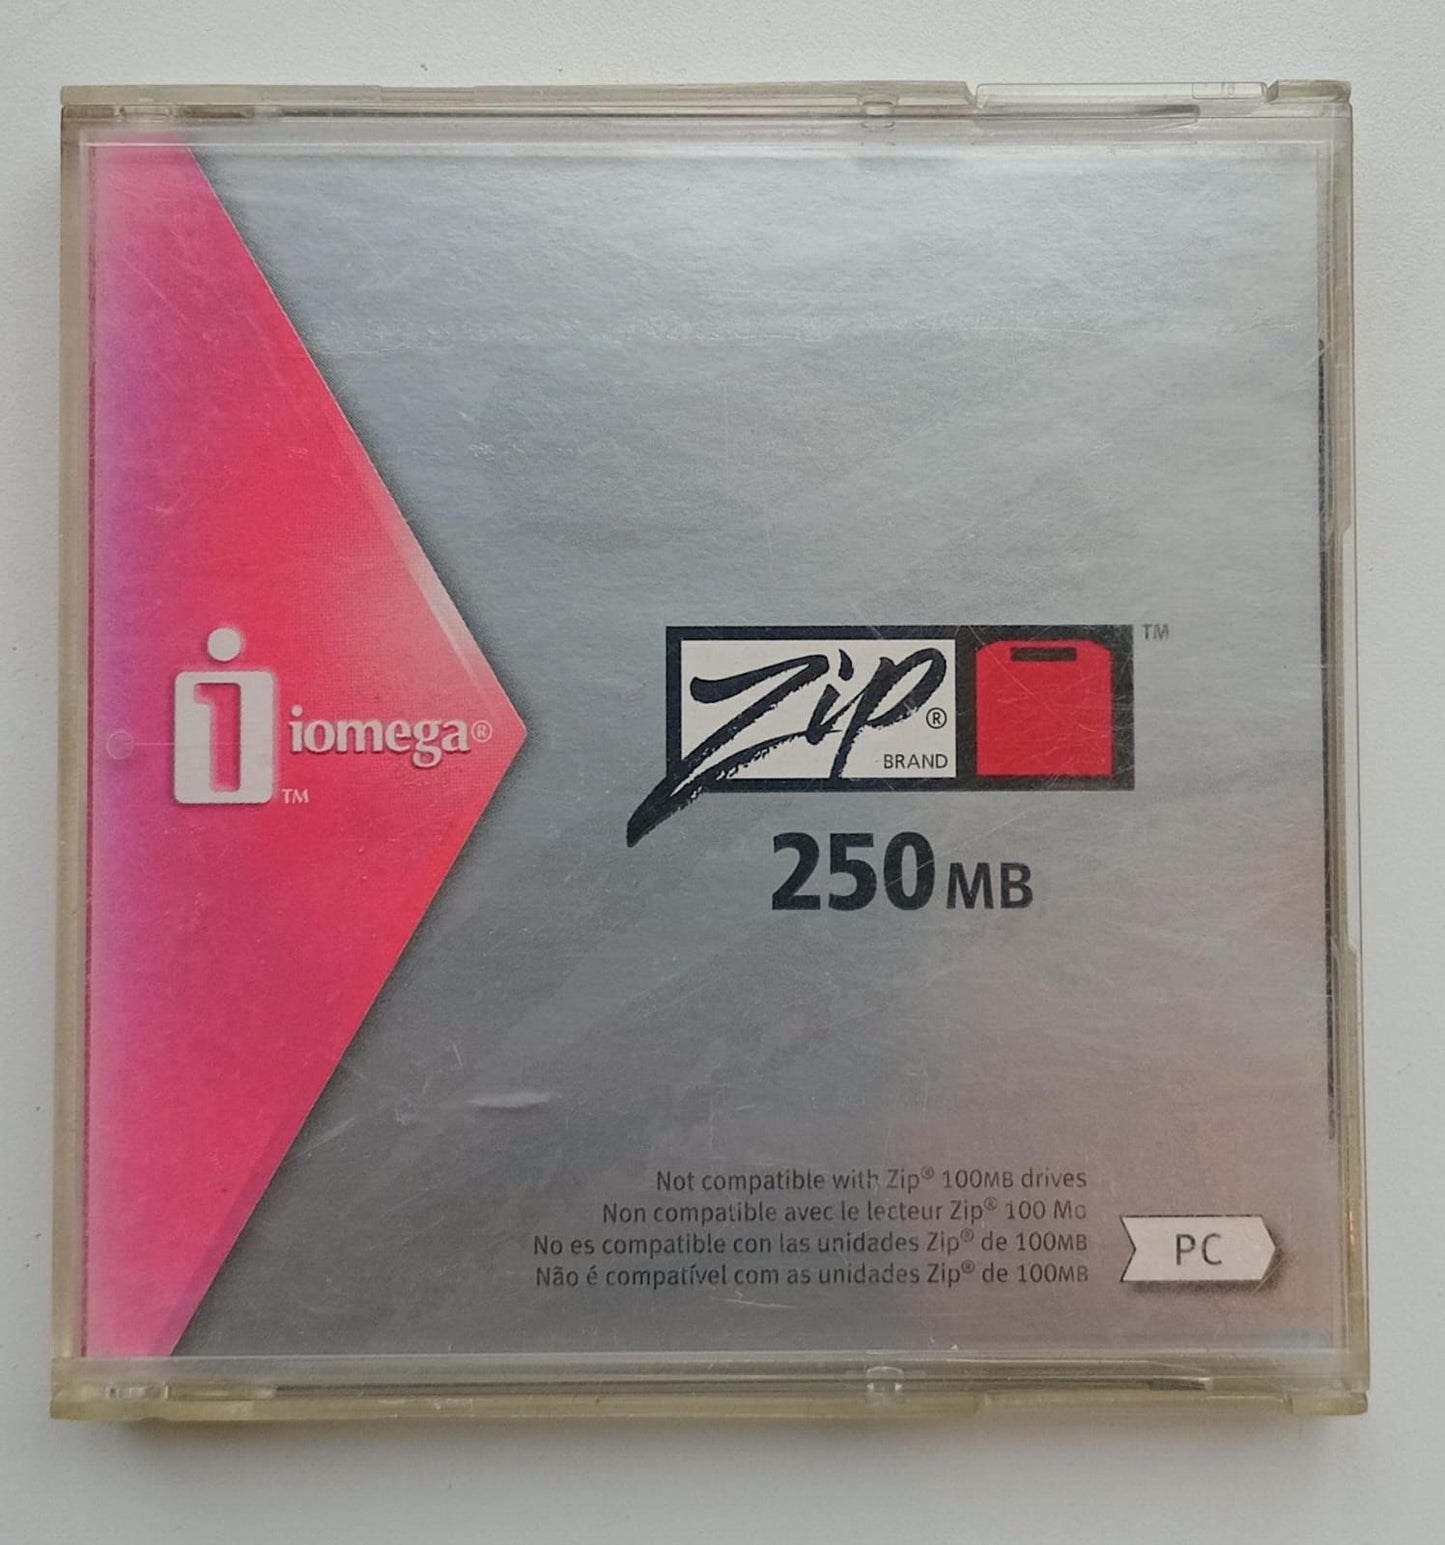 iomega®
TM
Zip®
BRAND
TM
250MB
Not compatible with Zip® 100MB drives
Non compatible avec le lecteur Zip® 100 Mo
No es compatible con las unidades Zip® de 100MB
Não é compatível com as unidades Zip® de 100MB
PC